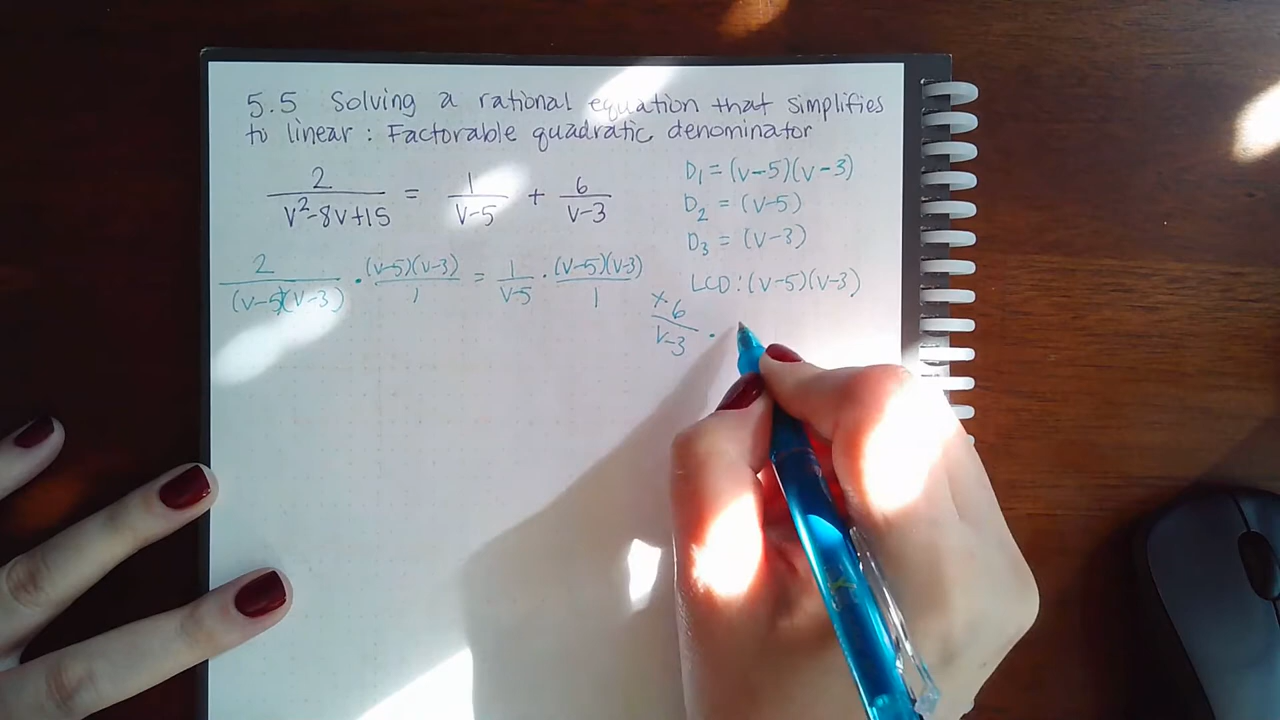 5.5 Solving a rational equation that simplifies
to linear: Factorable quadratic denominator
2/(v²-8v+15) = 1/(v-5) + 6/(v-3)
D₁ = (v-5)(v-3)
D₂ = (v-5)
D₃ = (v-3)
LCD: (v-5)(v-3)
2/((v-5)(v-3)) · (v-5)(v-3)/1 = 1/(v-5) · (v-5)(v-3)/1
+ 6/(v-3) ·